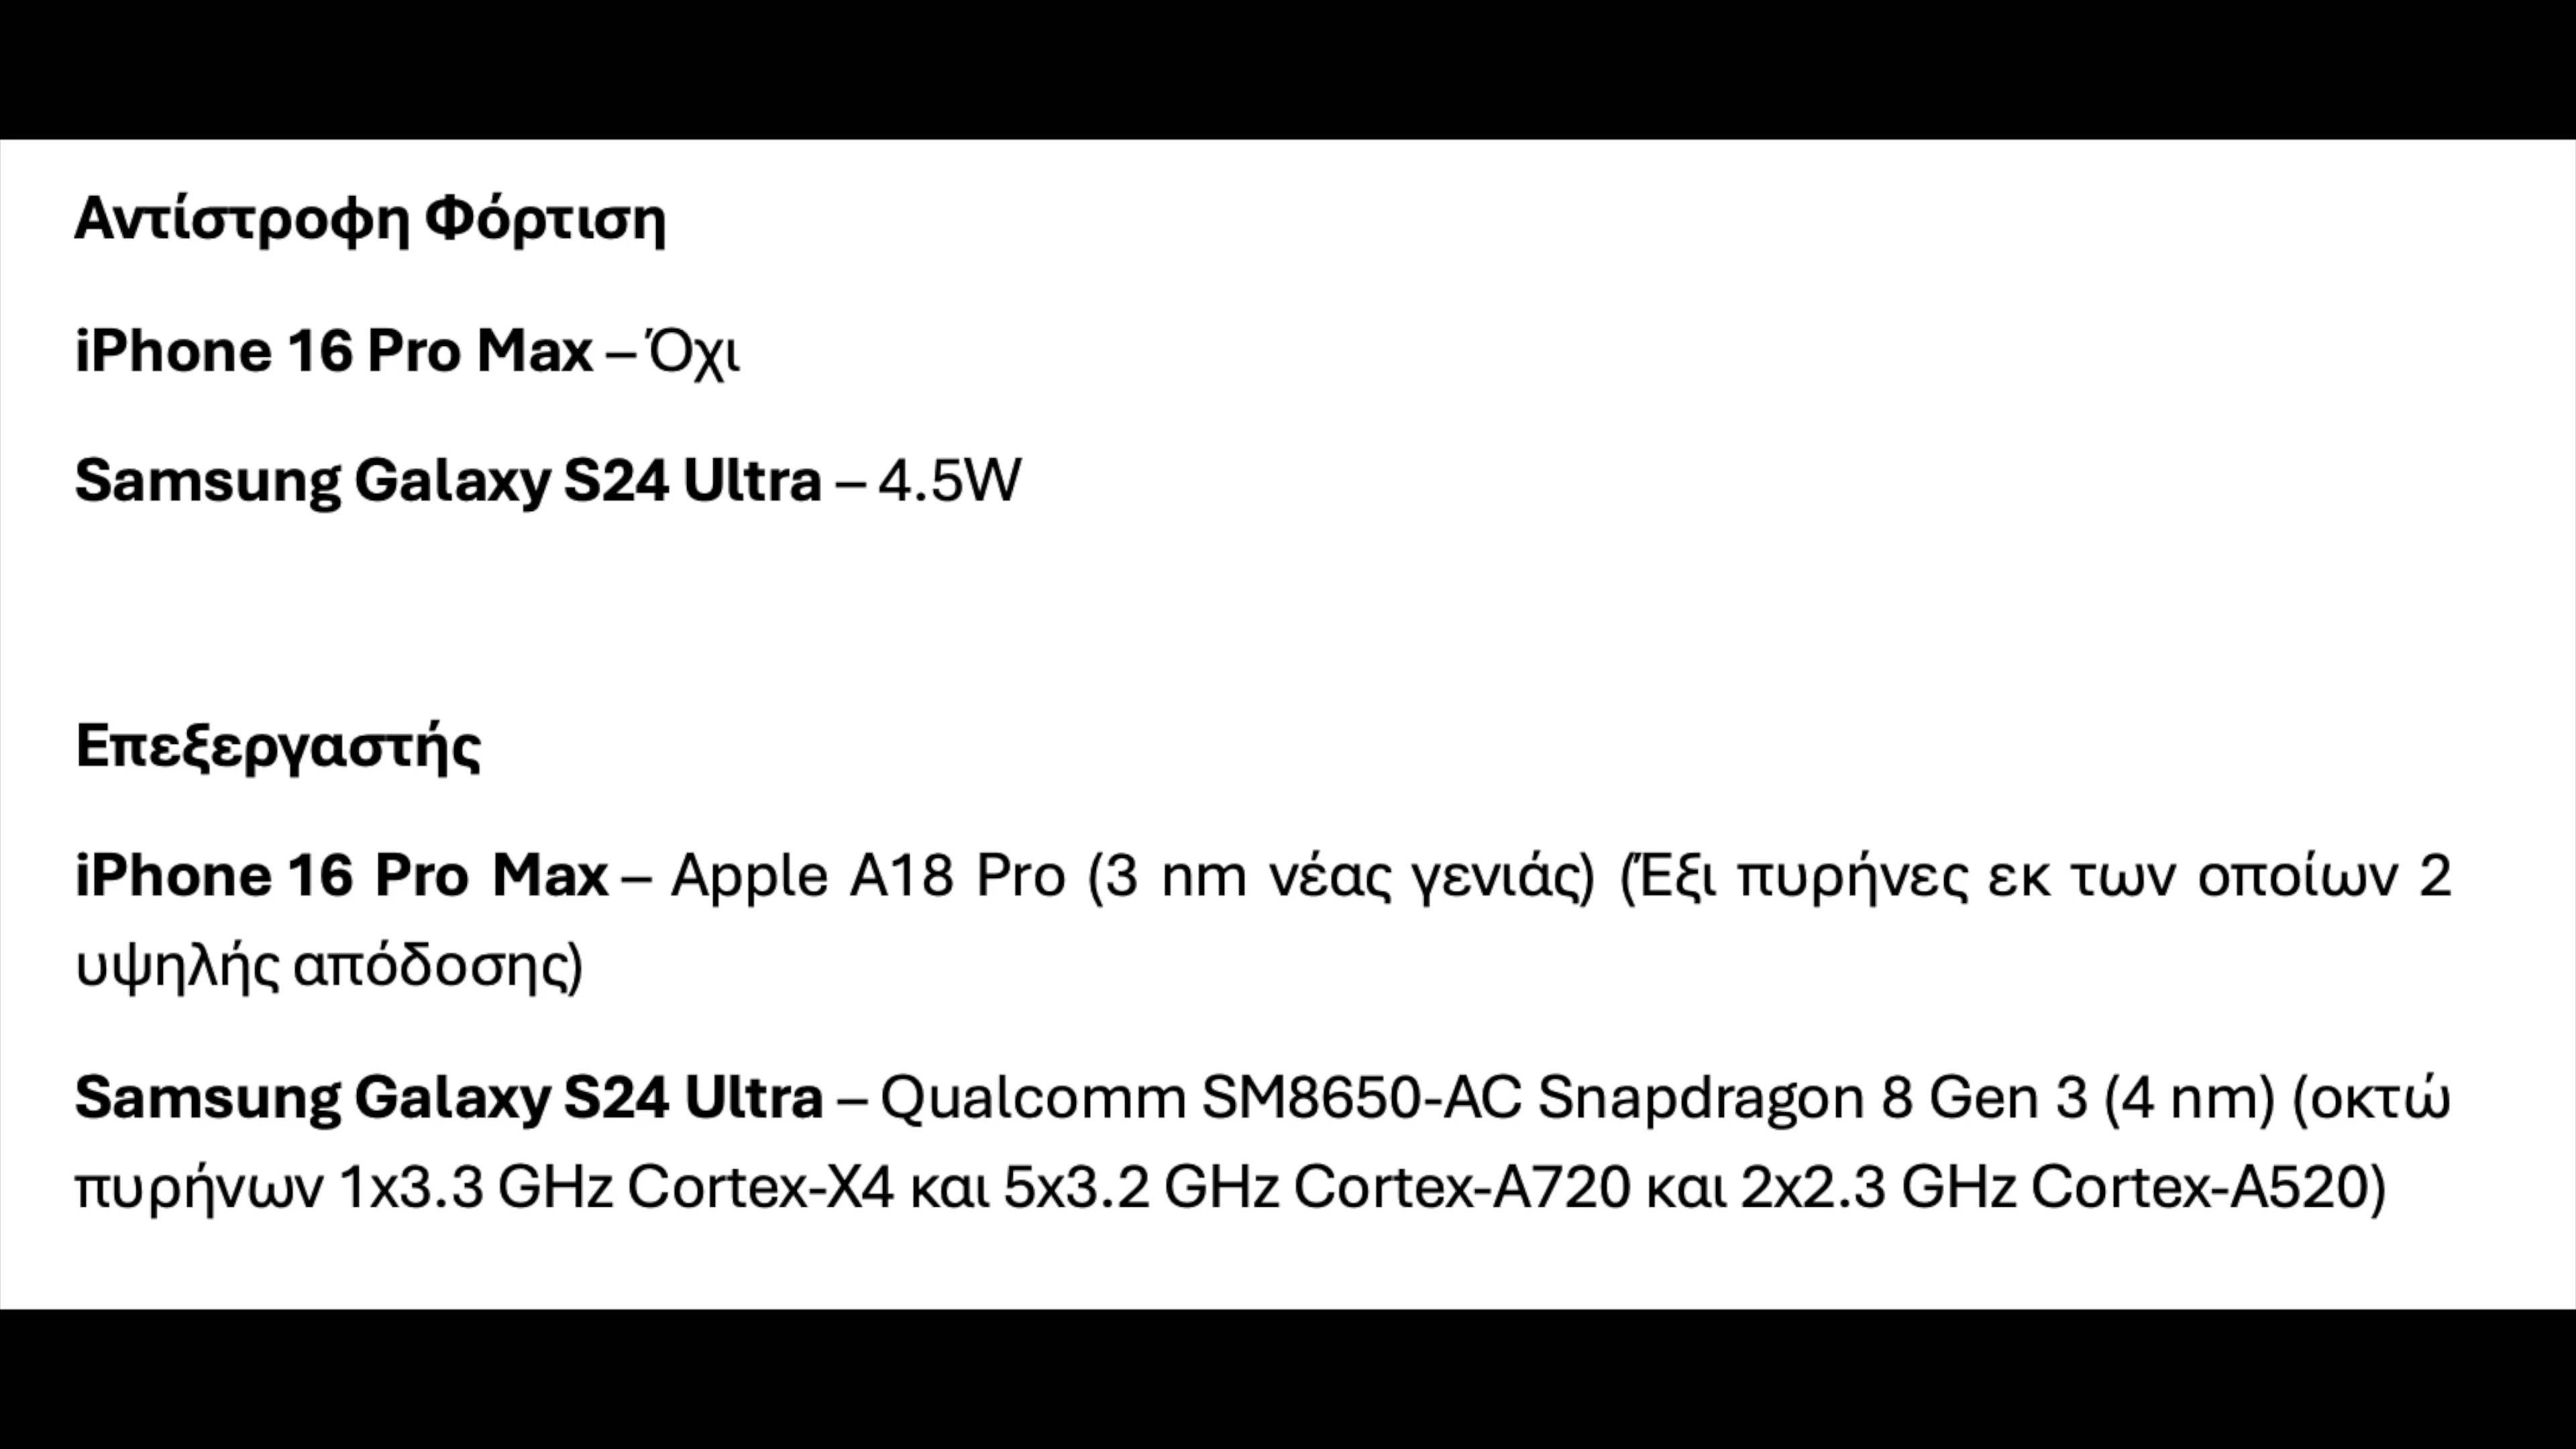 Αντίστροφη Φόρτιση
iPhone 16 Pro Max – Όχι
Samsung Galaxy S24 Ultra – 4.5W
Επεξεργαστής
iPhone 16 Pro Max – Apple A18 Pro (3 nm νέας γενιάς) (Έξι πυρήνες εκ των οποίων 2
υψηλής απόδοσης)
Samsung Galaxy S24 Ultra – Qualcomm SM8650-AC Snapdragon 8 Gen 3 (4 nm) (οκτώ
πυρήνων 1x3.3 GHz Cortex-X4 και 5x3.2 GHz Cortex-A720 και 2x2.3 GHz Cortex-A520)